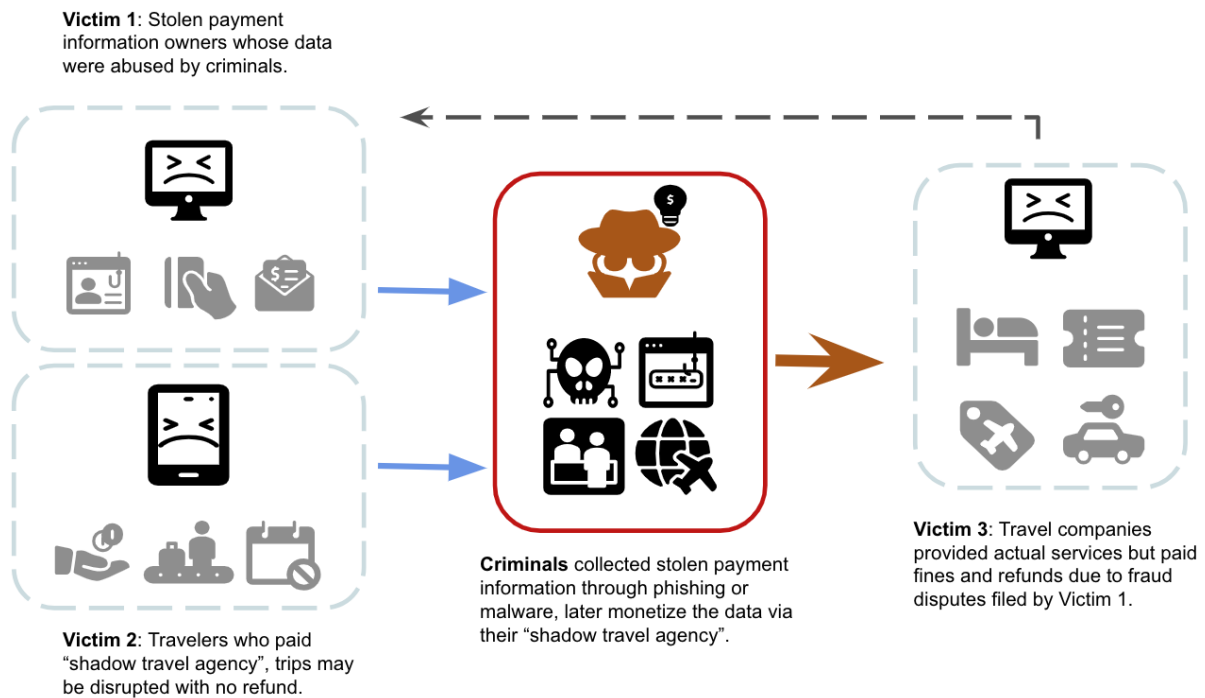 Victim 1: Stolen payment
information owners whose data
were abused by criminals.
$
$
Criminals collected stolen payment
information through phishing or
malware, later monetize the data via
their “shadow travel agency”.
Victim 3: Travel companies
provided actual services but paid
fines and refunds due to fraud
disputes filed by Victim 1.
Victim 2: Travelers who paid
“shadow travel agency”, trips may
be disrupted with no refund.